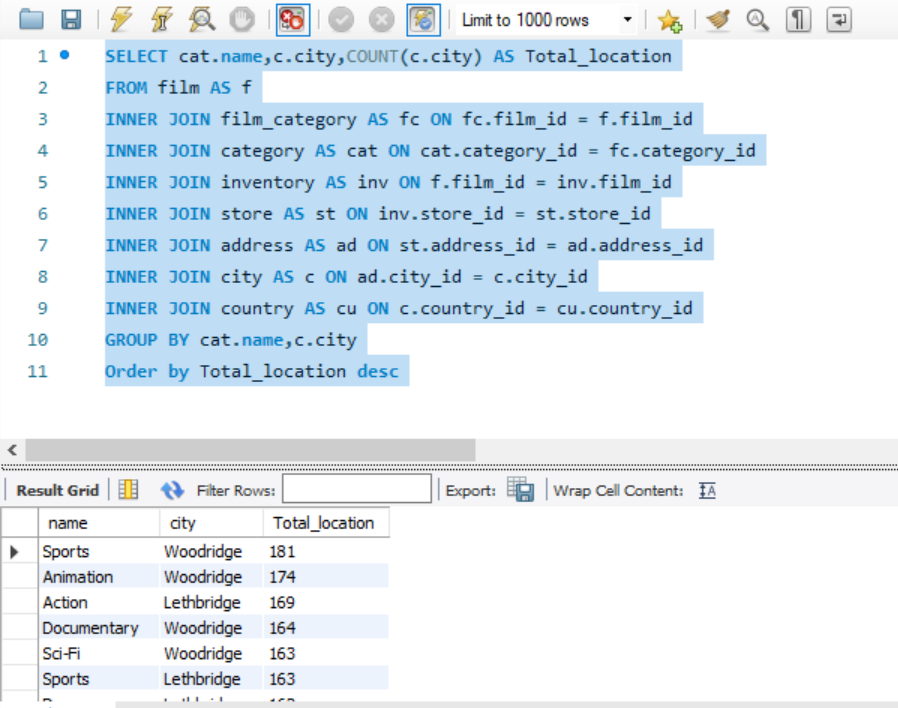 Limit to 1000 rows
1 SELECT cat.name,c.city,COUNT(c.city) AS Total_location
2 FROM film AS f
3 INNER JOIN film_category AS fc ON fc.film_id = f.film_id
4 INNER JOIN category AS cat ON cat.category_id = fc.category_id
5 INNER JOIN inventory AS inv ON f.film_id = inv.film_id
6 INNER JOIN store AS st ON inv.store_id = st.store_id
7 INNER JOIN address AS ad ON st.address_id = ad.address_id
8 INNER JOIN city AS c ON ad.city_id = c.city_id
9 INNER JOIN country AS cu ON c.country_id = cu.country_id
10 GROUP BY cat.name,c.city
11 Order by Total_location desc
Result Grid Filter Rows: Export: Wrap Cell Content: IA
name city Total_location
Sports Woodridge 181
Animation Woodridge 174
Action Lethbridge 169
Documentary Woodridge 164
Sci-Fi Woodridge 163
Sports Lethbridge 163